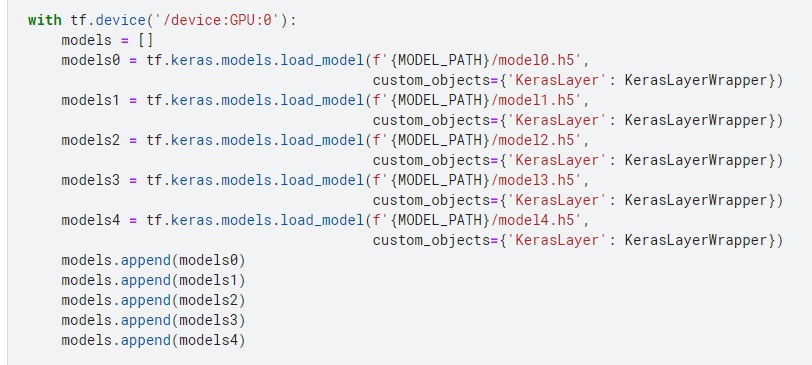 with tf.device('/device:GPU:0'):
    models = []
    models0 = tf.keras.models.load_model(f'{MODEL_PATH}/model0.h5',
                                         custom_objects={'KerasLayer': KerasLayerWrapper})
    models1 = tf.keras.models.load_model(f'{MODEL_PATH}/model1.h5',
                                         custom_objects={'KerasLayer': KerasLayerWrapper})
    models2 = tf.keras.models.load_model(f'{MODEL_PATH}/model2.h5',
                                         custom_objects={'KerasLayer': KerasLayerWrapper})
    models3 = tf.keras.models.load_model(f'{MODEL_PATH}/model3.h5',
                                         custom_objects={'KerasLayer': KerasLayerWrapper})
    models4 = tf.keras.models.load_model(f'{MODEL_PATH}/model4.h5',
                                         custom_objects={'KerasLayer': KerasLayerWrapper})
    models.append(models0)
    models.append(models1)
    models.append(models2)
    models.append(models3)
    models.append(models4)